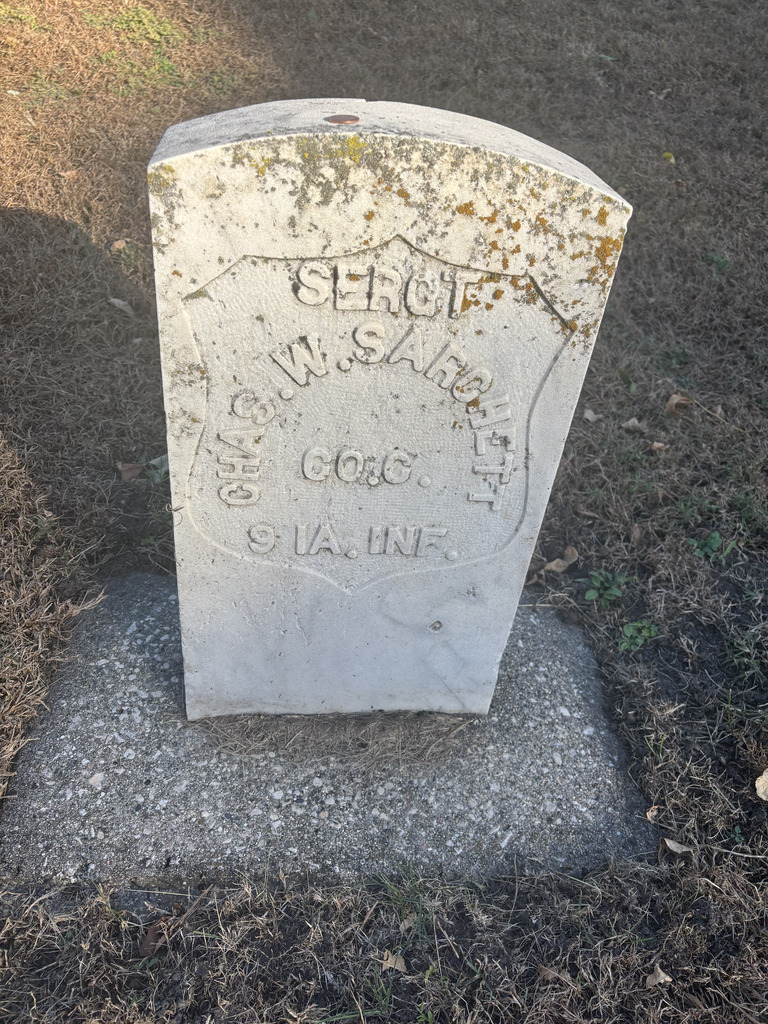 SERGT.
CHAS. W. SARCHETT
CO. C.
9 IA. INF.